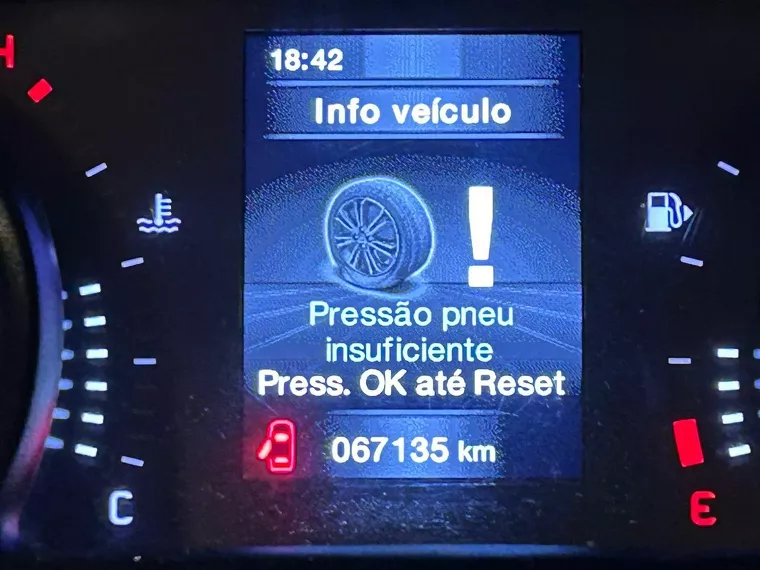 H
18:42
Info veículo
!
Pressão pneu
insuficiente
Press. OK até Reset
067135 km
C
E